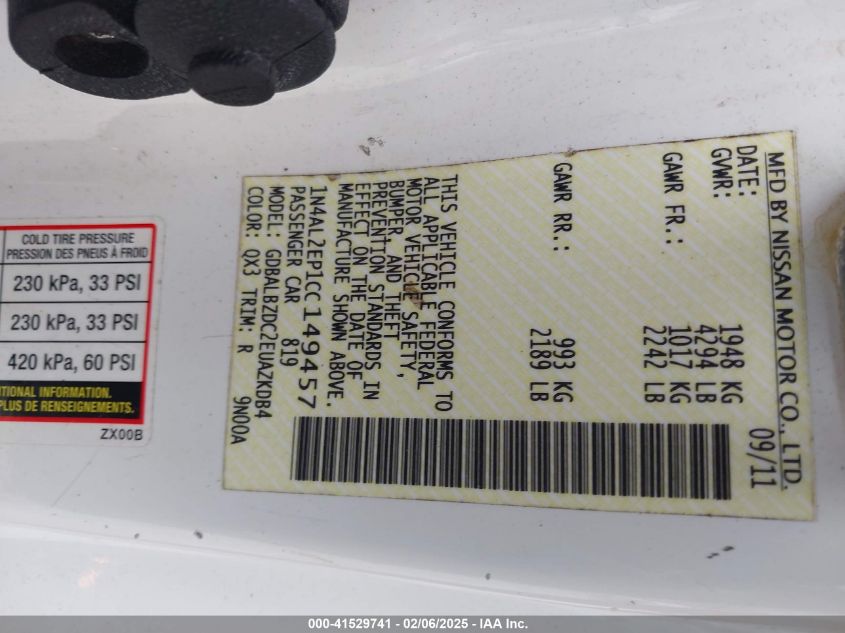 COLD TIRE PRESSURE
PRESSION DES PNEUS À FROID
230 kPa, 33 PSI
230 kPa, 33 PSI
420 kPa, 60 PSI
INFORMATION.
PLUS DE RENSEIGNEMENTS.
ZX00B
MFD BY NISSAN MOTOR CO., LTD.
DATE: 09/11
GVWR: 1948 KG
4294 LB
GAWR FR.: 1017 KG
2242 LB
GAWR RR.: 993 KG
2189 LB
THIS VEHICLE CONFORMS TO
ALL APPLICABLE FEDERAL
MOTOR VEHICLE SAFETY,
BUMPER, AND THEFT
PREVENTION STANDARDS IN
EFFECT ON THE DATE OF
MANUFACTURE SHOWN ABOVE.
1N4AL2EP1CC149457
PASSENGER CAR 819
MODEL: GDBALBZDC2EUAZKDB4
COLOR: QX3 TRIM: R 9N00A
000-41529741 - 02/06/2025 - IAA Inc.